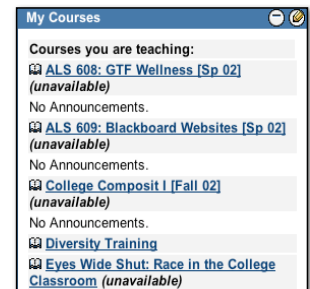 My Courses
Courses you are teaching:
ALS 608: GTF Wellness [Sp 02]
(unavailable)
No Announcements.
ALS 609: Blackboard Websites [Sp 02]
(unavailable)
No Announcements.
College Composit I [Fall 02]
(unavailable)
No Announcements.
Diversity Training
Eyes Wide Shut: Race in the College
Classroom (unavailable)